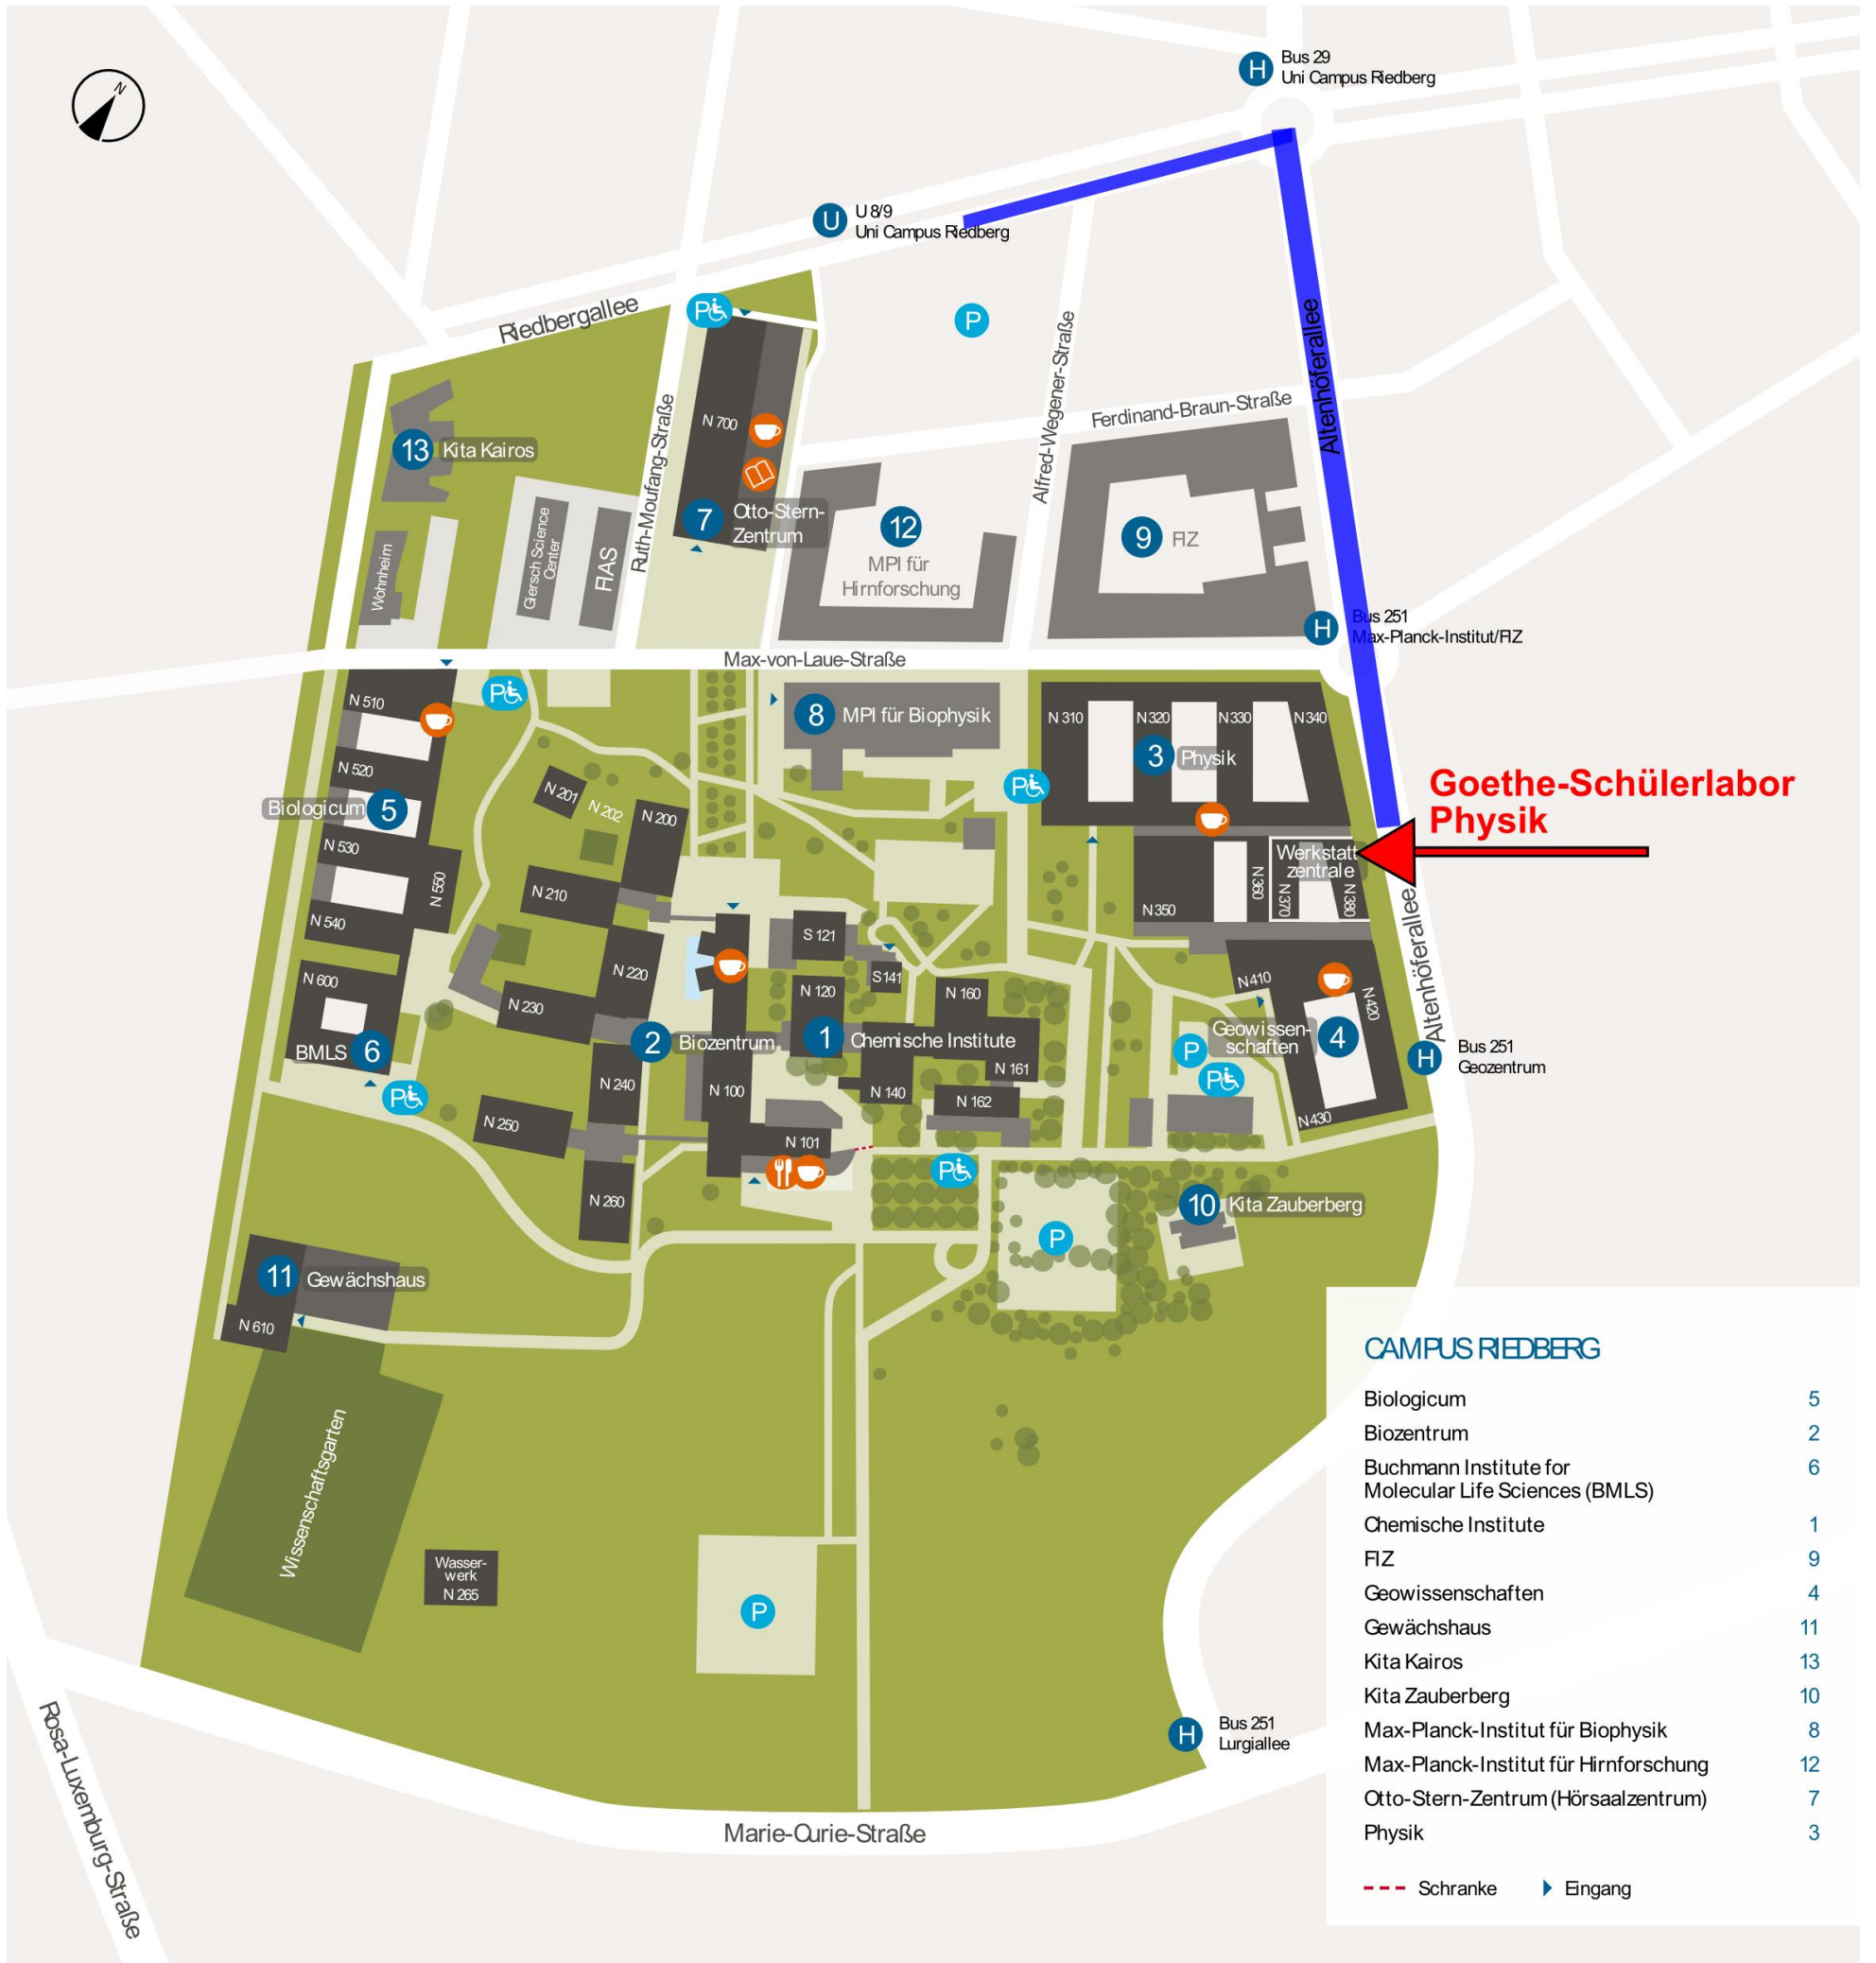 N
Bus 29
H
Uni Campus Riedberg
U 8/9
U
Uni Campus Riedberg
Riedbergallee
P
P
Altenhöferallee
Alfred-Wegener-Straße
Ferdinand-Braun-Straße
Ruth-Moufang-Straße
N 700
13 Kita Kairos
7 Otto-Stern-
Zentrum
12
MPI für
Hirnforschung
9 FIZ
Wohnheim
Giersch Science
Center
FIAS
H
Bus 251
Max-Planck-Institut/FIZ
Max-von-Laue-Straße
N 510
P
8 MPI für Biophysik
N 310
N 320
N 330
N 340
3 Physik
N 520
Biologicum 5
P
Goethe-Schülerlabor
Physik
N 201
N 202
N 200
N 530
N 550
N 540
N 210
Werkstatt
zentrale
N 350
N 360
N 370
N 380
Altenhöferallee
S 121
S 141
N 220
N 600
N 230
N 120
N 160
N 410
N 420
BMLS 6
2 Biozentrum
1 Chemische Institute
P
Geowissen-
schaften
4
H
Bus 251
Geozentrum
P
P
N 240
N 100
N 140
N 161
N 162
N 430
N 250
N 101
P
N 260
10 Kita Zauberberg
P
11 Gewächshaus
N 610
Wissenschaftsgarten
Wasser-
werk
N 265
P
H
Bus 251
Lurgiallee
Marie-Curie-Straße
Rosa-Luxemburg-Straße
CAMPUS RIEDBERG
Biologicum 5
Biozentrum 2
Buchmann Institute for 6
Molecular Life Sciences (BMLS)
Chemische Institute 1
FIZ 9
Geowissenschaften 4
Gewächshaus 11
Kita Kairos 13
Kita Zauberberg 10
Max-Planck-Institut für Biophysik 8
Max-Planck-Institut für Hirnforschung 12
Otto-Stern-Zentrum (Hörsaalzentrum) 7
Physik 3
Schranke
Eingang